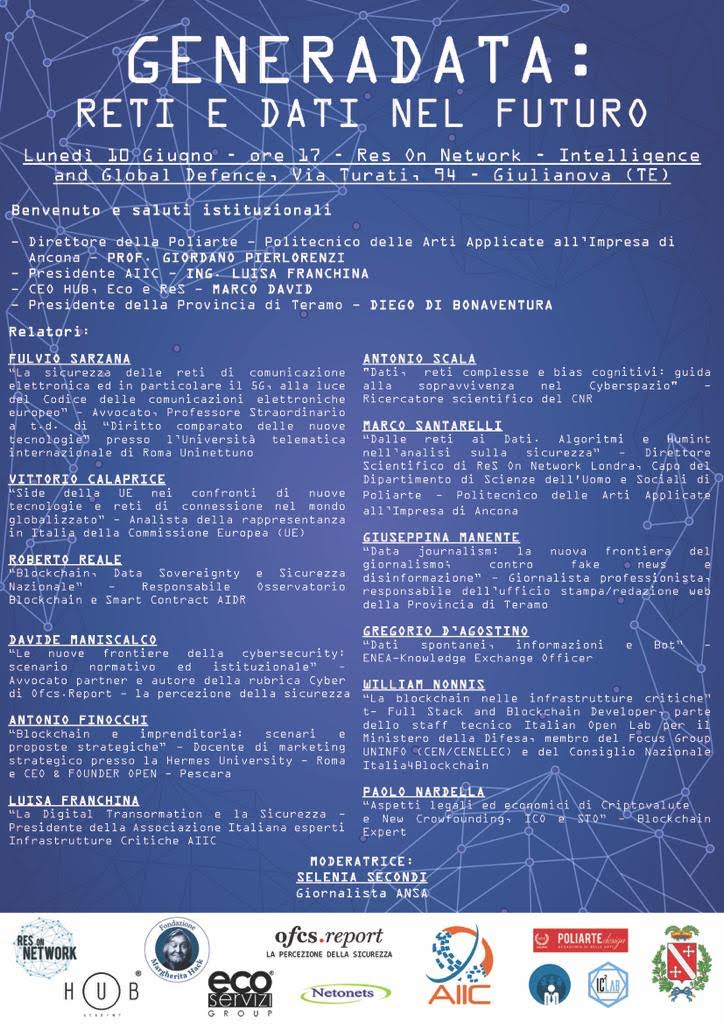 GENERADATA:
RETI E DATI NEL FUTURO
Lunedì 10 Giugno - ore 17 - Res On Network - Intelligence
and Global Defence, Via Turati, 94 - Giulianova (TE)
Benvenuto e saluti istituzionali
- Direttore della Poliarte - Politecnico delle Arti Applicate all'Impresa di
Ancona - PROF. GIORDANO PIERLORENZI
- Presidente AIIC - ING. LUISA FRANCHINA
- CEO HUB, Eco e ReS - MARCO DAVID
- Presidente della Provincia di Teramo - DIEGO DI BONAVENTURA
Relatori:
FULVIO SARZANA
"La sicurezza delle reti di comunicazione
elettronica ed in particolare il 5G, alla luce
del Codice delle comunicazioni elettroniche
europeo" - Avvocato, Professore Straordinario
a t.d. di "Diritto comparato delle nuove
tecnologie" presso l'Università telematica
internazionale di Roma Uninettuno
VITTORIO CALAPRICE
"Side della UE nei confronti di nuove
tecnologie e reti di connessione nel mondo
globalizzato" - Analista della rappresentanza
in Italia della Commissione Europea (UE)
ROBERTO REALE
"Blockchain, Data Sovereignty e Sicurezza
Nazionale" - Responsabile Osservatorio
Blockchain e Smart Contract AIDR
DAVIDE MANISCALCO
"Le nuove frontiere della cybersecurity:
scenario normativo ed istituzionale" -
Avvocato partner e autore della rubrica Cyber
di Ofcs.Report - la percezione della sicurezza
ANTONIO FINOCCHI
"Blockchain e imprenditoria: scenari e
proposte strategiche" - Docente di marketing
strategico presso la Hermes University - Roma
e CEO & FOUNDER OPEN - Pescara
LUISA FRANCHINA
"La Digital Transormation e la Sicurezza -
Presidente della Associazione Italiana esperti
Infrastrutture Critiche AIIC
ANTONIO SCALA
"Dati, reti complesse e bias cognitivi: guida
alla sopravvivenza nel Cyberspazio" -
Ricercatore scientifico del CNR
MARCO SANTARELLI
"Dalle reti ai Dati. Algoritmi e Humint
nell'analisi sulla sicurezza" - Direttore
Scientifico di ReS On Network Londra, Capo del
Dipartimento di Scienze dell'Uomo e Sociali di
Poliarte - Politecnico delle Arti Applicate
all'Impresa di Ancona
GIUSEPPINA MANENTE
"Data journalism: la nuova frontiera del
giornalismo; contro fake news e
disinformazione" - Giornalista professionista,
responsabile dell'ufficio stampa/redazione web
della Provincia di Teramo
GREGORIO D'AGOSTINO
"Dati spontanei, informazioni e Bot" -
ENEA-Knowledge Exchange Officer
WILLIAM NONNIS
"La blockchain nelle infrastrutture critiche"
t- Full Stack and Blockchain Developer, parte
dello staff tecnico Italian Open Lab per il
Ministero della Difesa, membro del Focus Group
UNINFO (CEN/CENELEC) e del Consiglio Nazionale
Italia4Blockchain
PAOLO NARDELLA
"Aspetti legali ed economici di Criptovalute
e New Crowfounding, ICO e STO" - Blockchain
Expert
MODERATRICE:
SELENIA SECONDI
Giornalista ANSA
RES ON
NETWORK
HUB
ACADEMY
Fondazione
Margherita Hack
eco
servizi
GROUP
ofcs.report
LA PERCEZIONE DELLA SICUREZZA
Netonets
AIIC
POLIARTE design
ACCADEMIA DI BELLE ARTI
IC²LAB